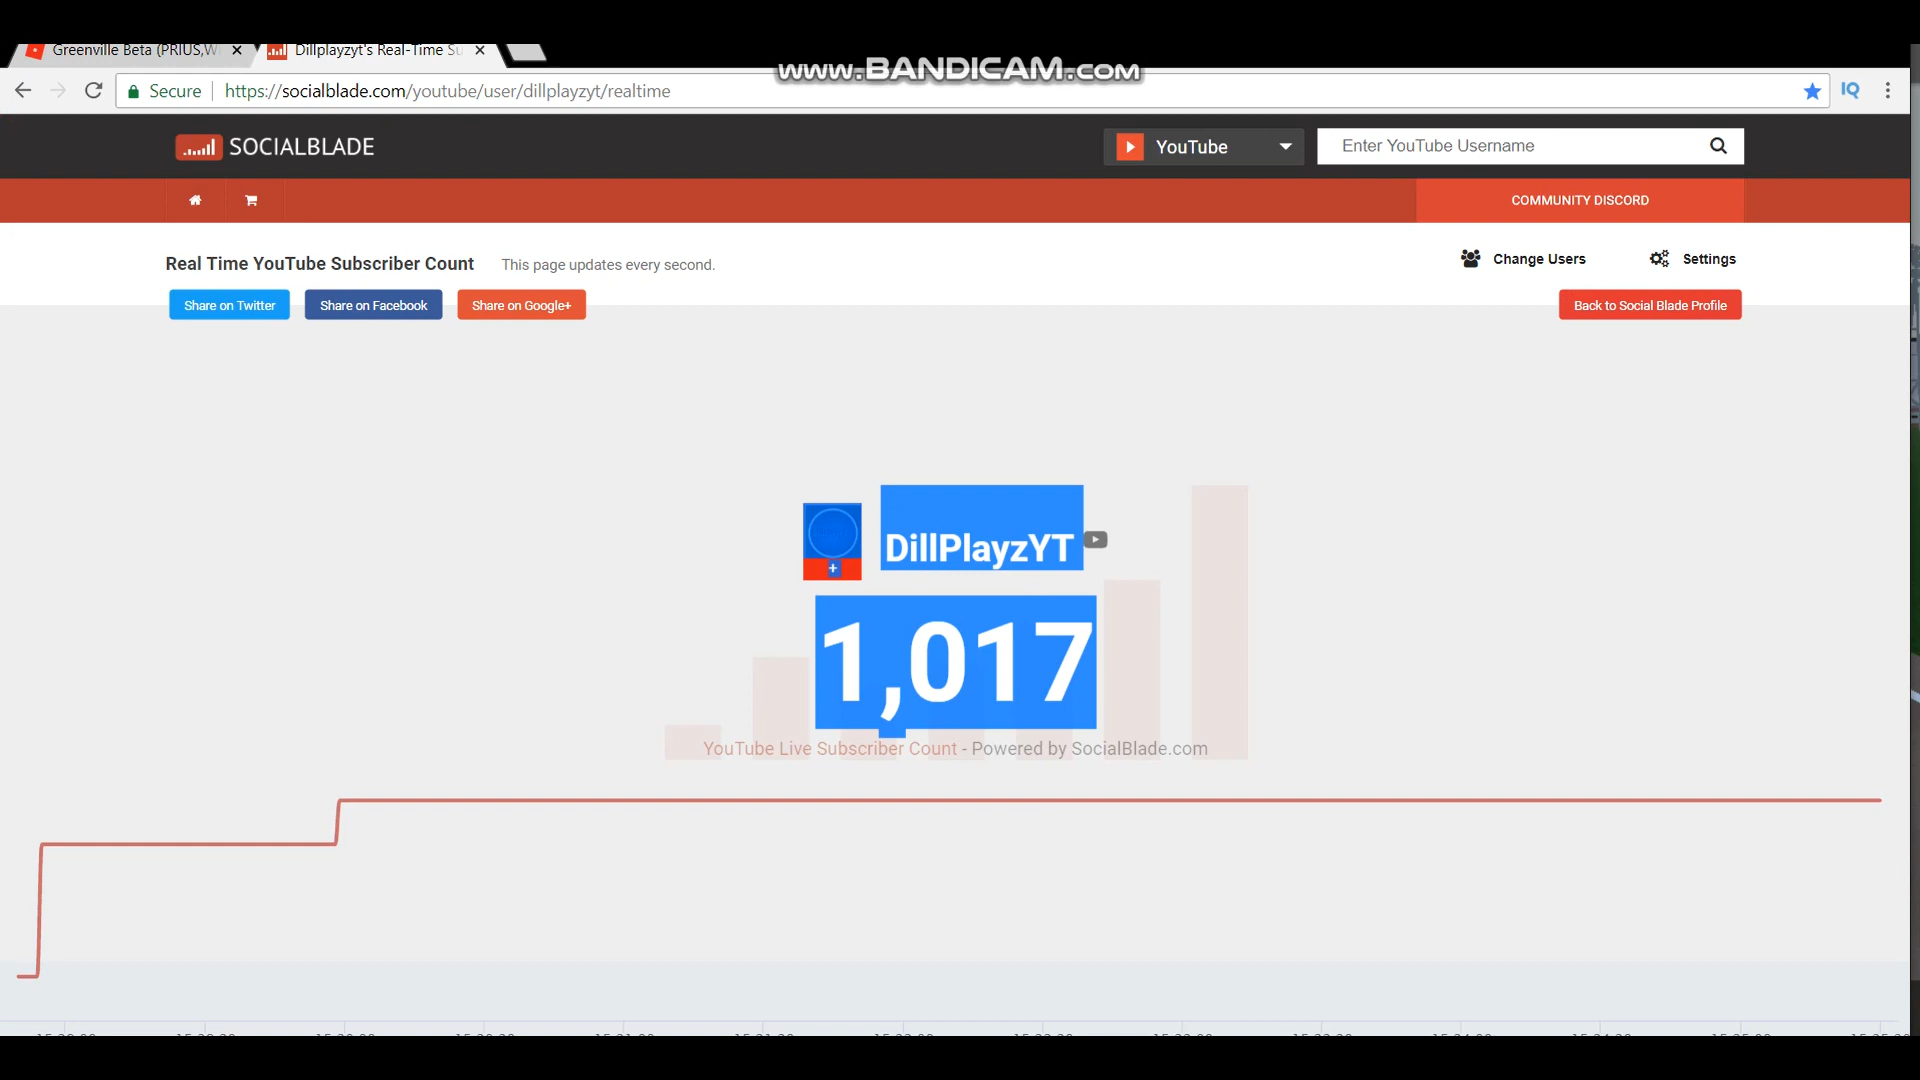 Greenville Beta (PRIUS,W
Dillplayzyt's Real-Time Su
www.BANDICAM.com
Secure
https://socialblade.com/youtube/user/dillplayzyt/realtime
IQ
SOCIALBLADE
YouTube
Enter YouTube Username
COMMUNITY DISCORD
Real Time YouTube Subscriber Count
This page updates every second.
Change Users
Settings
Share on Twitter
Share on Facebook
Share on Google+
Back to Social Blade Profile
DillPlayzYT
+
1,017
YouTube Live Subscriber Count - Powered by SocialBlade.com